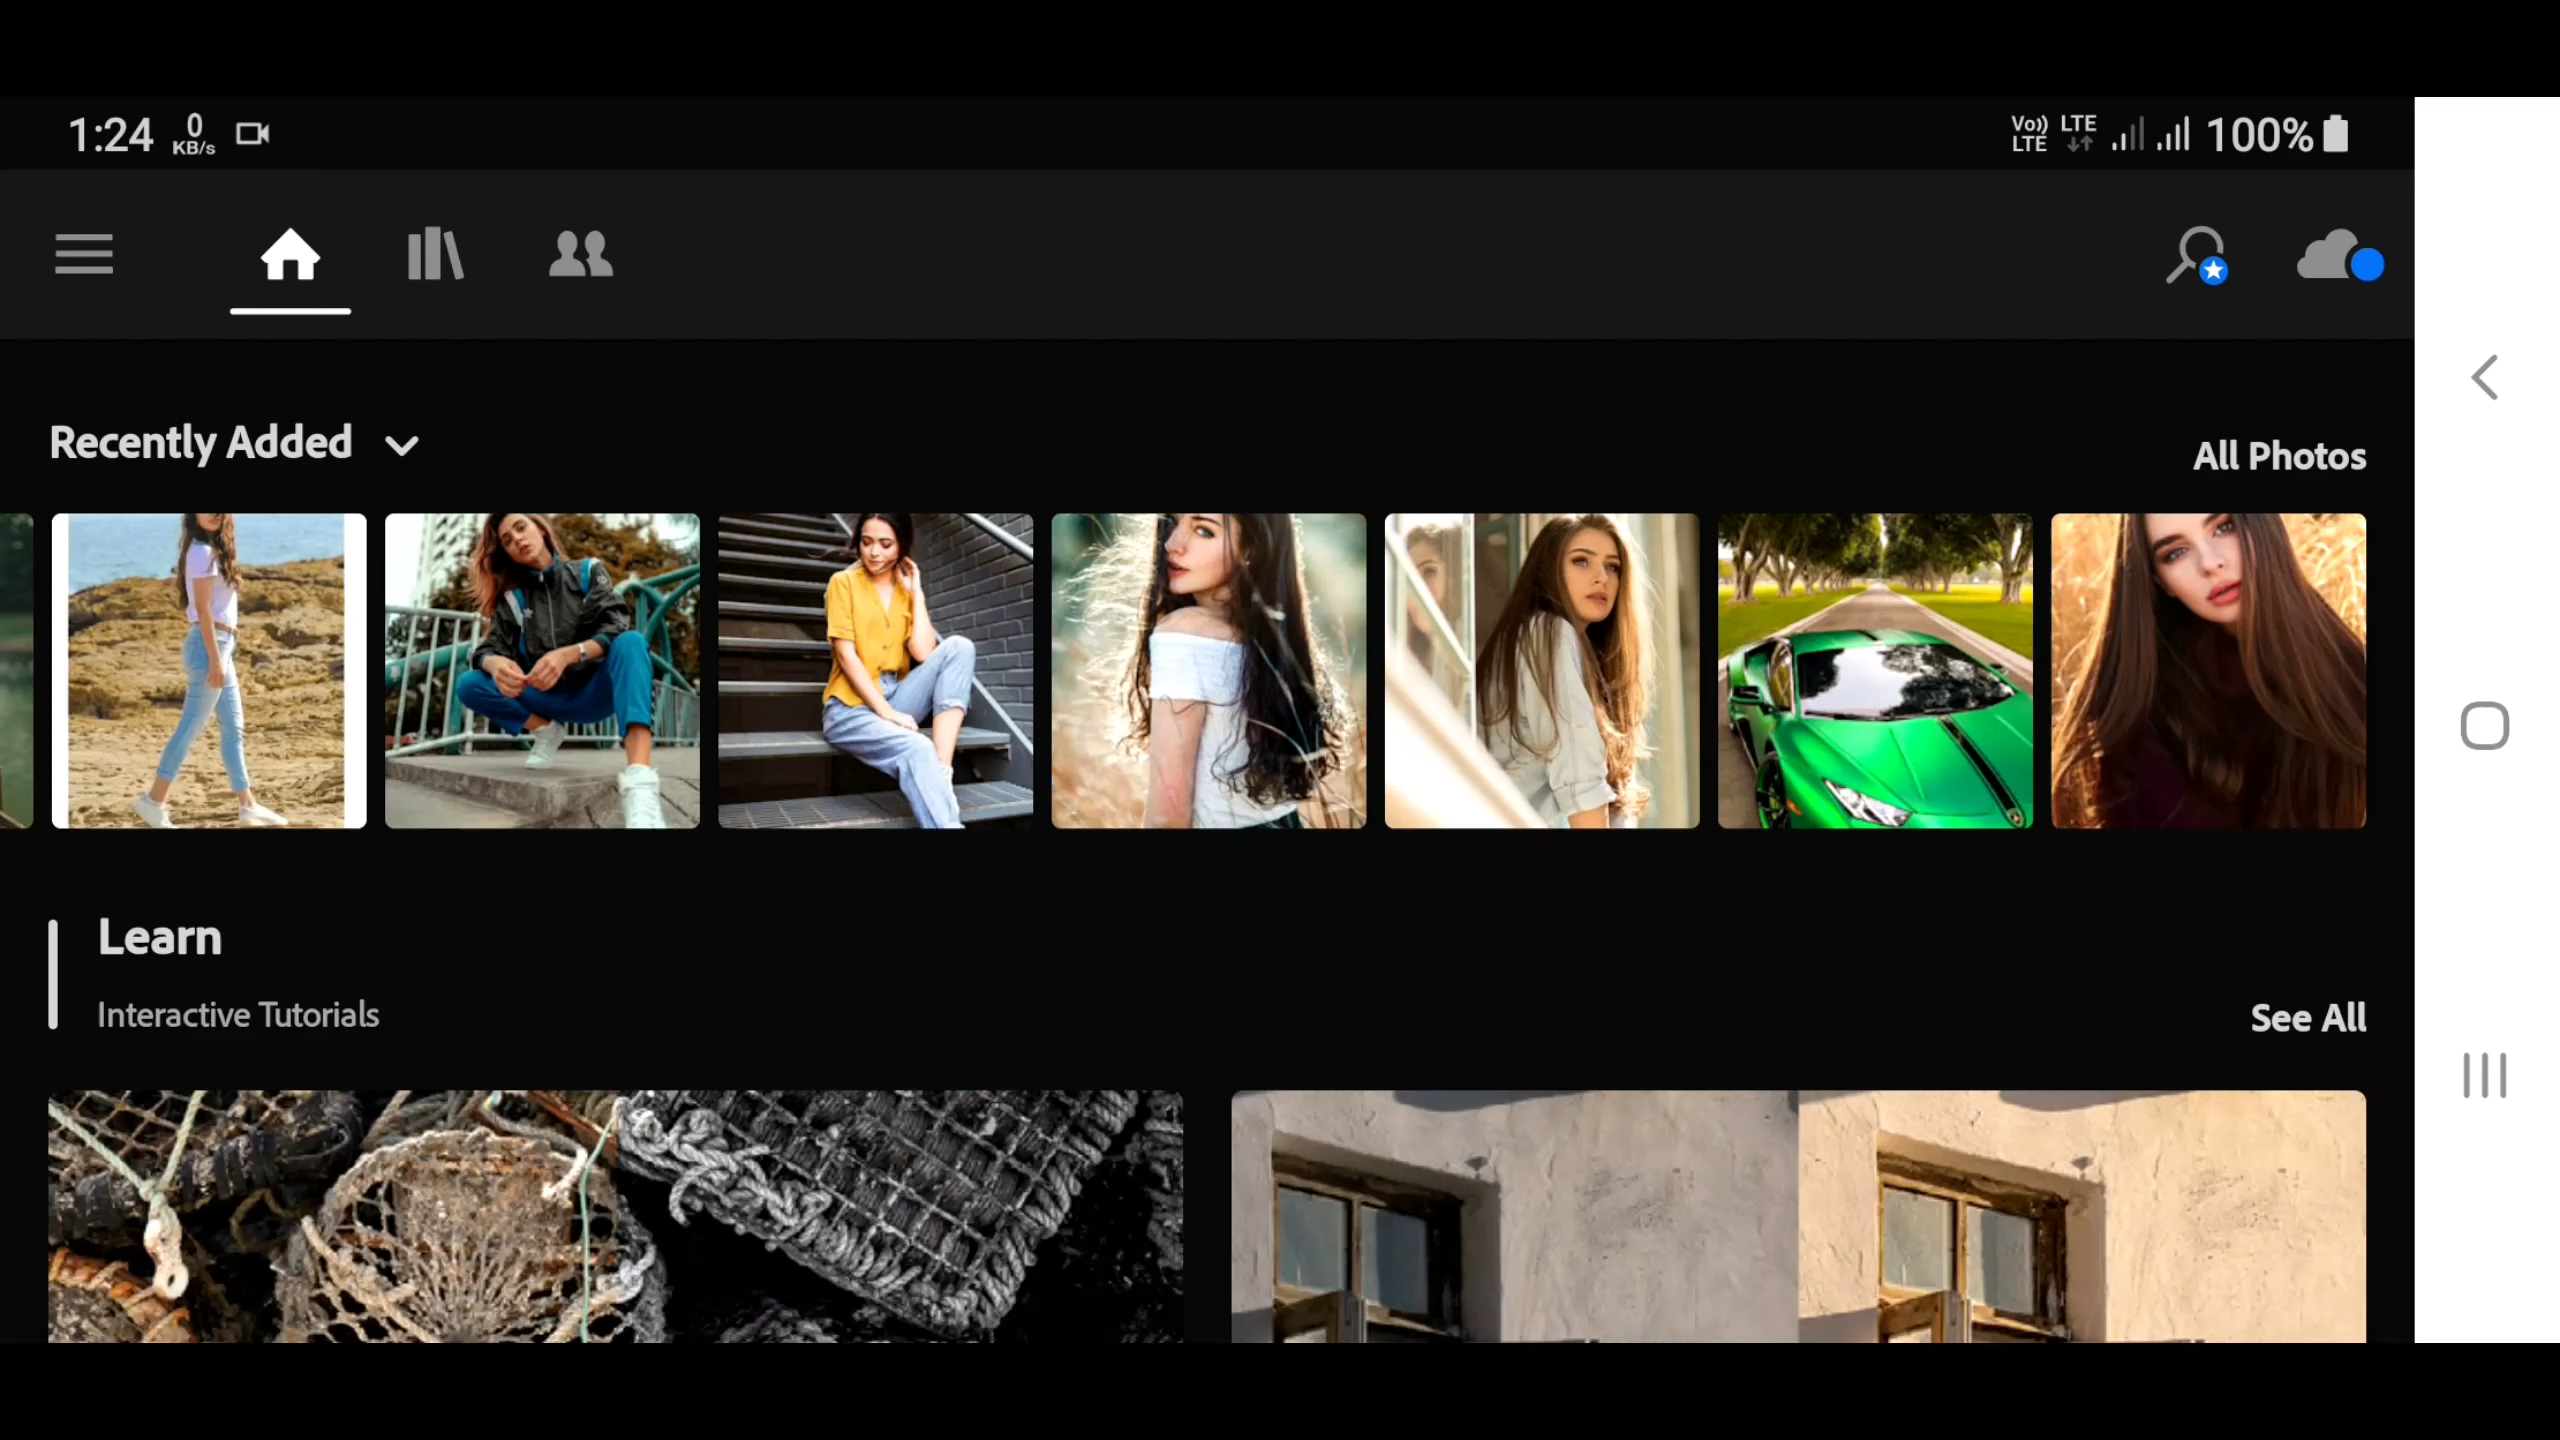 1:24 0 KB/s Vo)) LTE LTE 100%
Recently Added
All Photos
Learn
Interactive Tutorials
See All